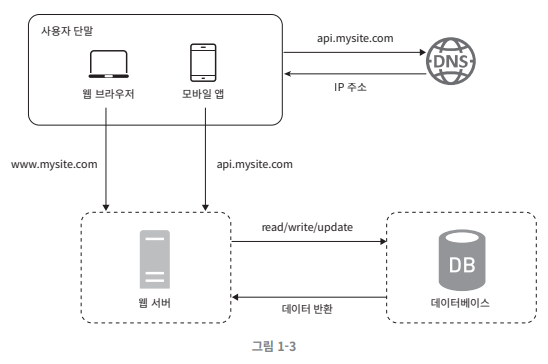 사용자 단말
웹 브라우저
모바일 앱
api.mysite.com
DNS
IP 주소
www.mysite.com
api.mysite.com
웹 서버
read/write/update
데이터 반환
DB
데이터베이스
그림 1-3